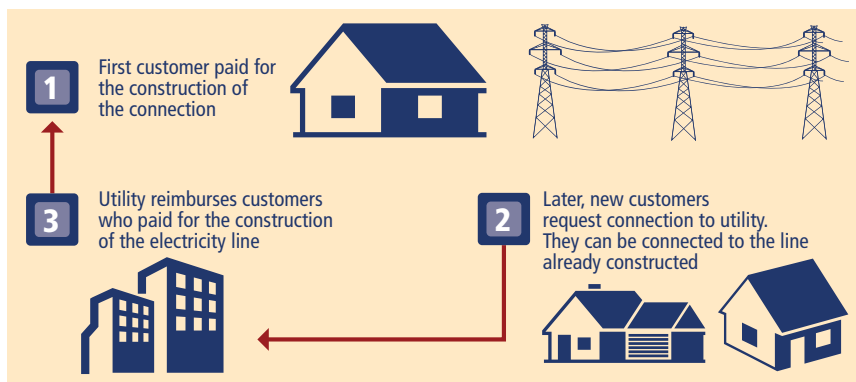 1
First customer paid for
the construction of
the connection
3
Utility reimburses customers
who paid for the construction
of the electricity line
2
Later, new customers
request connection to utility.
They can be connected to the line
already constructed